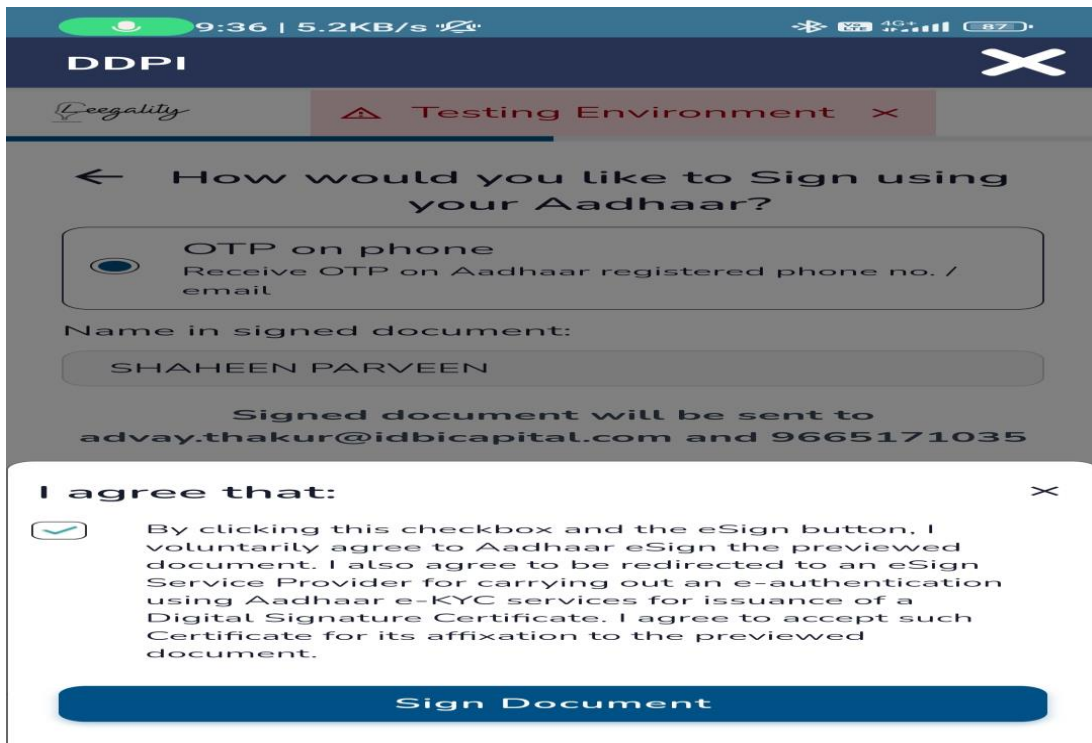 9:36 | 5.2KB/s VoLTE 4G+ 87
DDPI
Leegality Testing Environment
How would you like to Sign using
your Aadhaar?
OTP on phone
Receive OTP on Aadhaar registered phone no. /
email
Name in signed document:
SHAHEEN PARVEEN
Signed document will be sent to
advay.thakur@idbicapital.com and 9665171035
I agree that:
By clicking this checkbox and the eSign button, I
voluntarily agree to Aadhaar eSign the previewed
document. I also agree to be redirected to an eSign
Service Provider for carrying out an e-authentication
using Aadhaar e-KYC services for issuance of a
Digital Signature Certificate. I agree to accept such
Certificate for its affixation to the previewed
document.
Sign Document